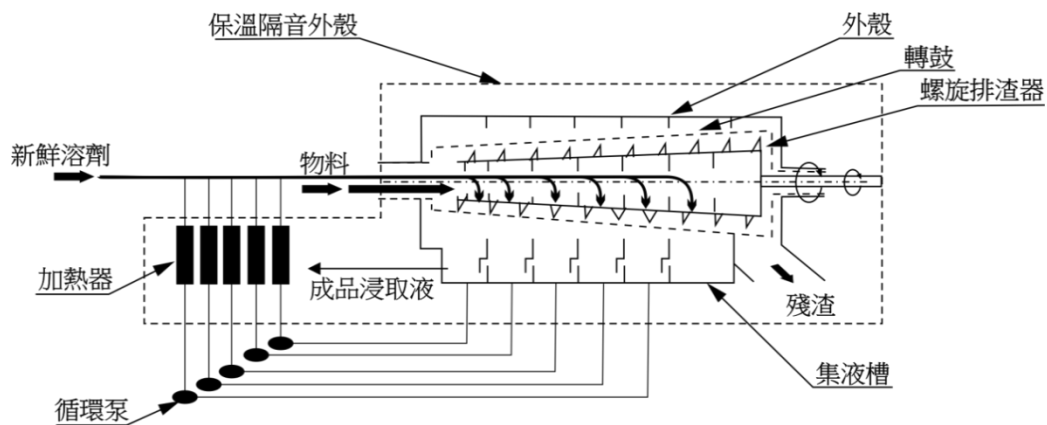 保溫隔音外殼
外殼
轉鼓
螺旋排渣器
新鮮溶劑
物料
加熱器
成品浸取液
殘渣
集液槽
循環泵